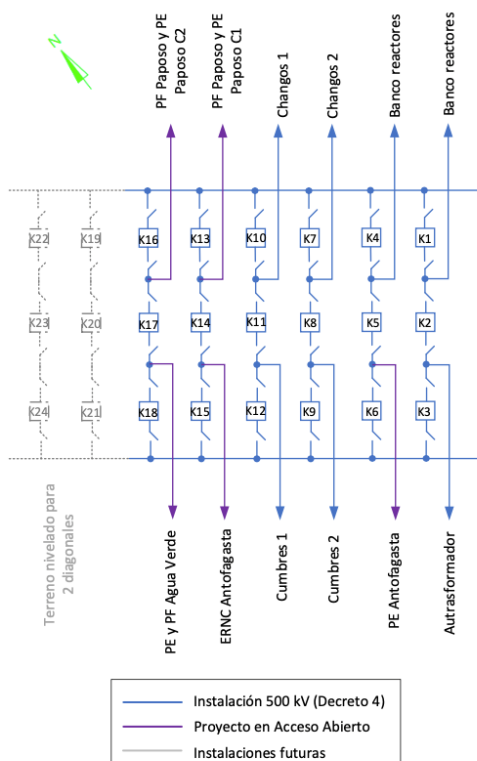 N
PF Paposo y PE
Paposo C2
PF Paposo y PE
Paposo C1
Changos 1
Changos 2
Banco reactores
Banco reactores
K22
K19
K16
K13
K10
K7
K4
K1
K23
K20
K17
K14
K11
K8
K5
K2
K24
K21
K18
K15
K12
K9
K6
K3
Terreno nivelado para
2 diagonales
PE y PF Agua Verde
ERNC Antofagasta
Cumbres 1
Cumbres 2
PE Antofagasta
Autrasformador
Instalación 500 kV (Decreto 4)
Proyecto en Acceso Abierto
Instalaciones futuras